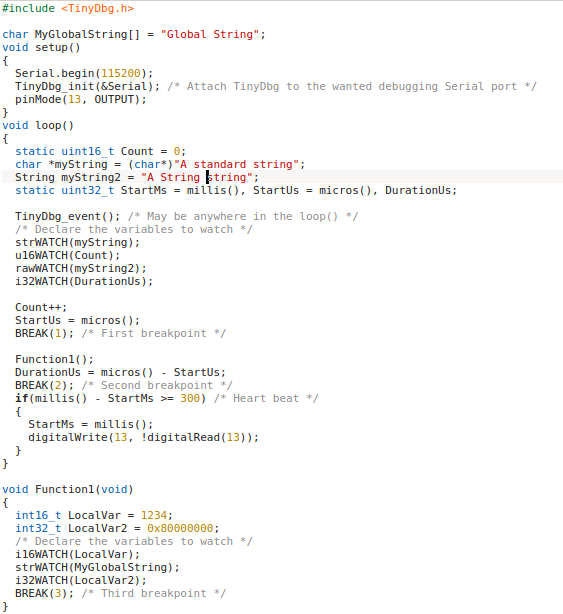 #include <TinyDbg.h>

char MyGlobalString[] = "Global String";
void setup()
{
  Serial.begin(115200);
  TinyDbg_init(&Serial); /* Attach TinyDbg to the wanted debugging Serial port */
  pinMode(13, OUTPUT);
}
void loop()
{
  static uint16_t Count = 0;
  char *myString = (char*)"A standard string";
  String myString2 = "A String string";
  static uint32_t StartMs = millis(), StartUs = micros(), DurationUs;

  TinyDbg_event(); /* May be anywhere in the loop() */
  /* Declare the variables to watch */
  strWATCH(myString);
  u16WATCH(Count);
  rawWATCH(myString2);
  i32WATCH(DurationUs);

  Count++;
  StartUs = micros();
  BREAK(1); /* First breakpoint */

  Function1();
  DurationUs = micros() - StartUs;
  BREAK(2); /* Second breakpoint */
  if(millis() - StartMs >= 300) /* Heart beat */
  {
    StartMs = millis();
    digitalWrite(13, !digitalRead(13));
  }
}

void Function1(void)
{
  int16_t LocalVar = 1234;
  int32_t LocalVar2 = 0x80000000;
  /* Declare the variables to watch */
  i16WATCH(LocalVar);
  strWATCH(MyGlobalString);
  i32WATCH(LocalVar2);
  BREAK(3); /* Third breakpoint */
}